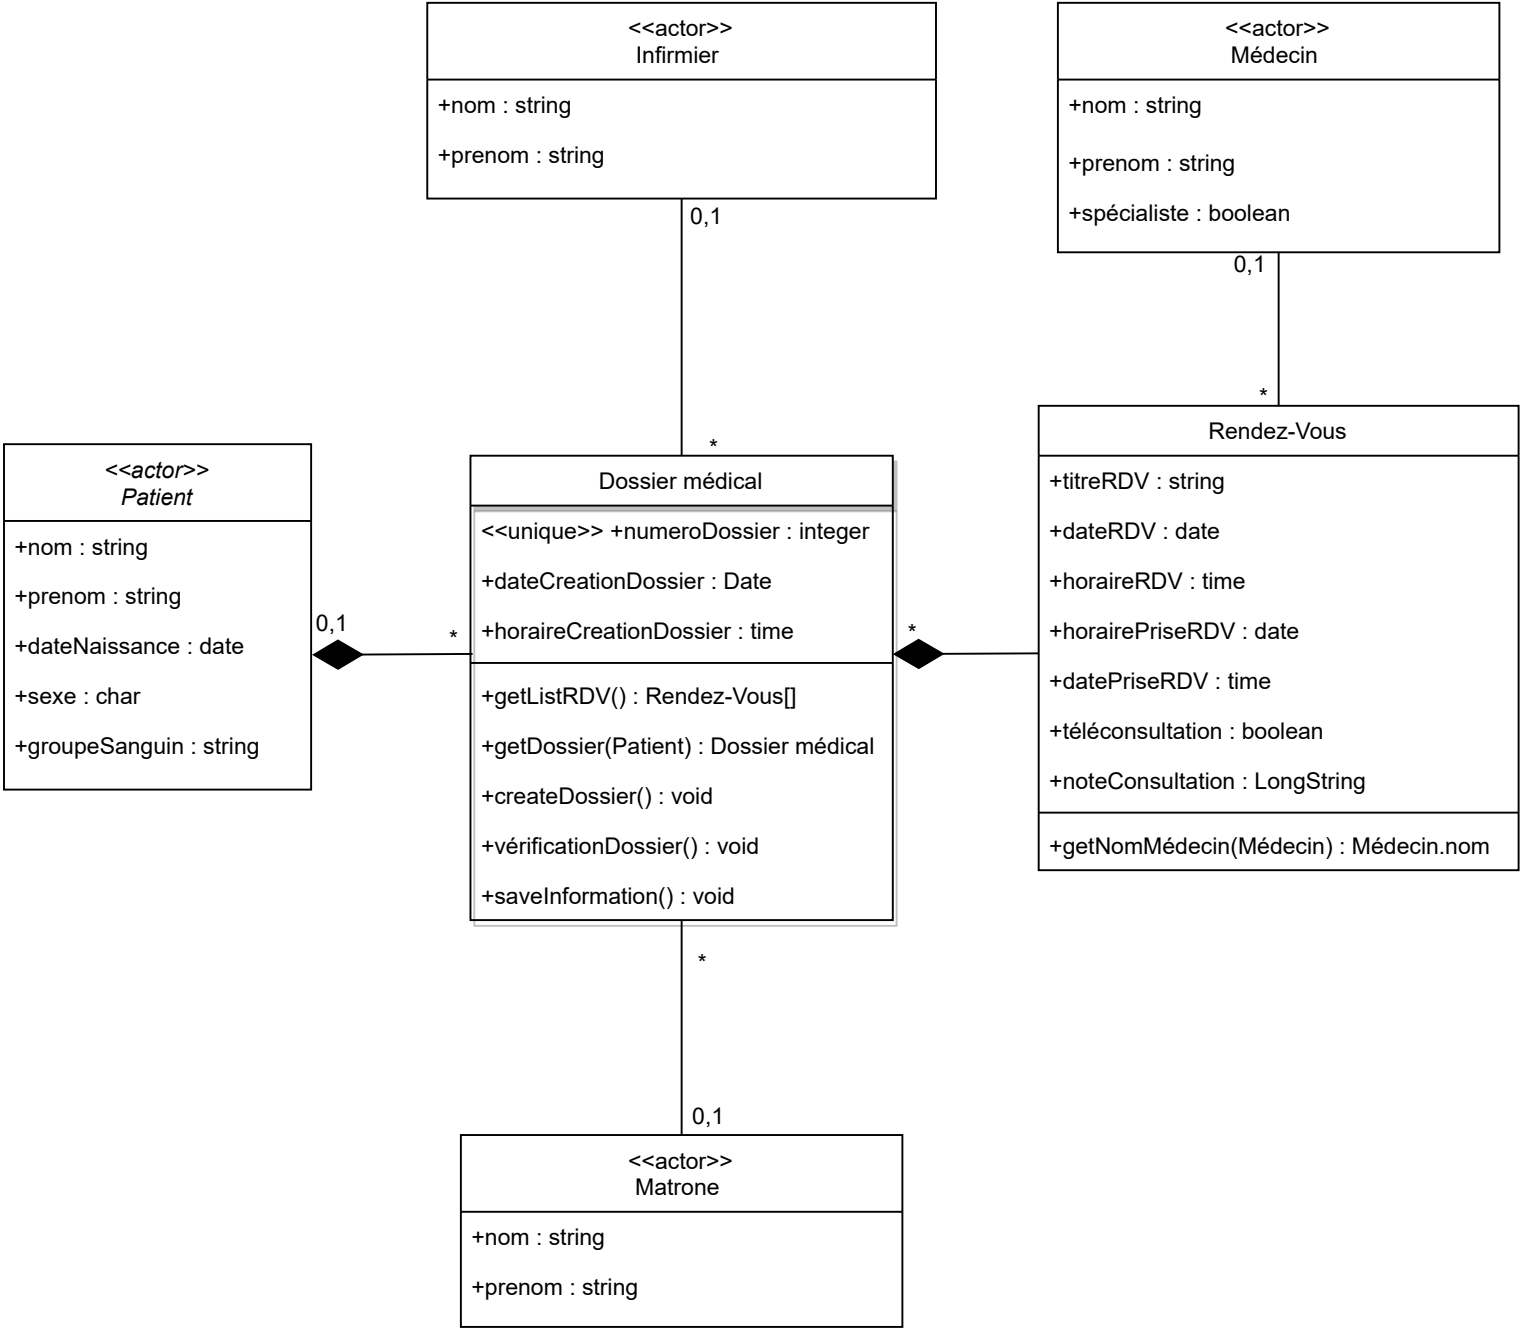 <<actor>>
Infirmier
+nom : string
+prenom : string
0,1
*
<<actor>>
Médecin
+nom : string
+prenom : string
+spécialiste : boolean
0,1
*
<<actor>>
Patient
+nom : string
+prenom : string
+dateNaissance : date
+sexe : char
+groupeSanguin : string
0,1
*
Dossier médical
<<unique>> +numeroDossier : integer
+dateCreationDossier : Date
+horaireCreationDossier : time
+getListRDV() : Rendez-Vous[]
+getDossier(Patient) : Dossier médical
+createDossier() : void
+vérificationDossier() : void
+saveInformation() : void
*
Rendez-Vous
+titreRDV : string
+dateRDV : date
+horaireRDV : time
+horairePriseRDV : date
+datePriseRDV : time
+téléconsultation : boolean
+noteConsultation : LongString
+getNomMédecin(Médecin) : Médecin.nom
*
0,1
<<actor>>
Matrone
+nom : string
+prenom : string